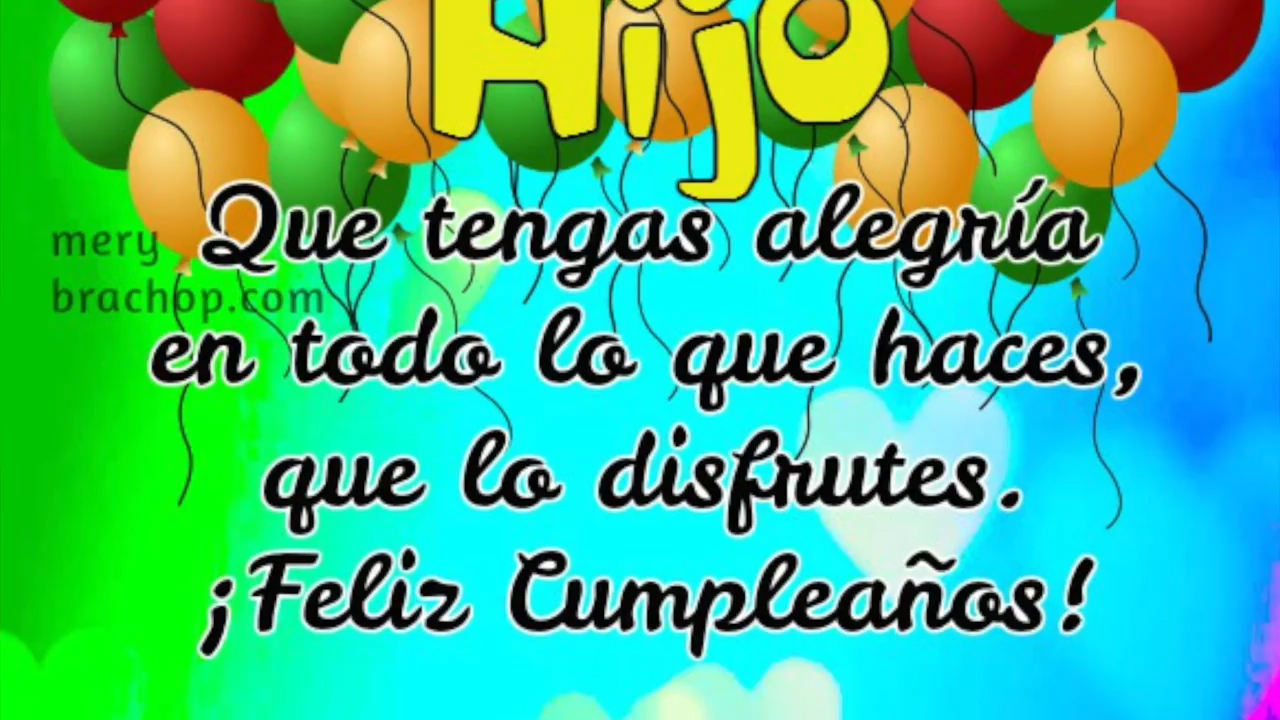 Hijo
Que tengas alegría
mery
brachop.com
en todo lo que haces,
que lo disfrutes.
¡Feliz Cumpleaños!